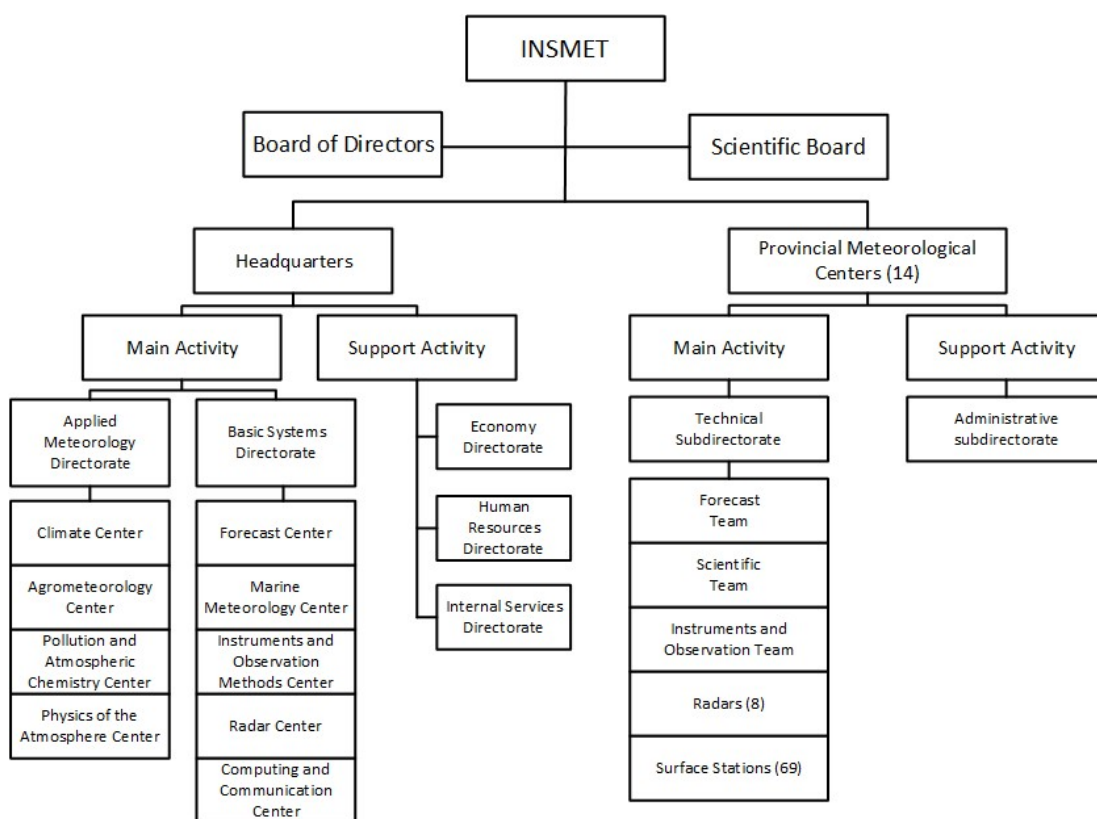 INSMET
Board of Directors
Scientific Board
Headquarters
Provincial Meteorological
Centers (14)
Main Activity
Support Activity
Main Activity
Support Activity
Applied
Meteorology
Directorate
Basic Systems
Directorate
Economy
Directorate
Human
Resources
Directorate
Internal Services
Directorate
Technical
Subdirectorate
Administrative
subdirectorate
Climate Center
Agrometeorology
Center
Pollution and
Atmospheric
Chemistry Center
Physics of the
Atmosphere Center
Forecast Center
Marine
Meteorology Center
Instruments and
Observation
Methods Center
Radar Center
Computing and
Communication
Center
Forecast
Team
Scientific
Team
Instruments and
Observation Team
Radars (8)
Surface Stations (69)